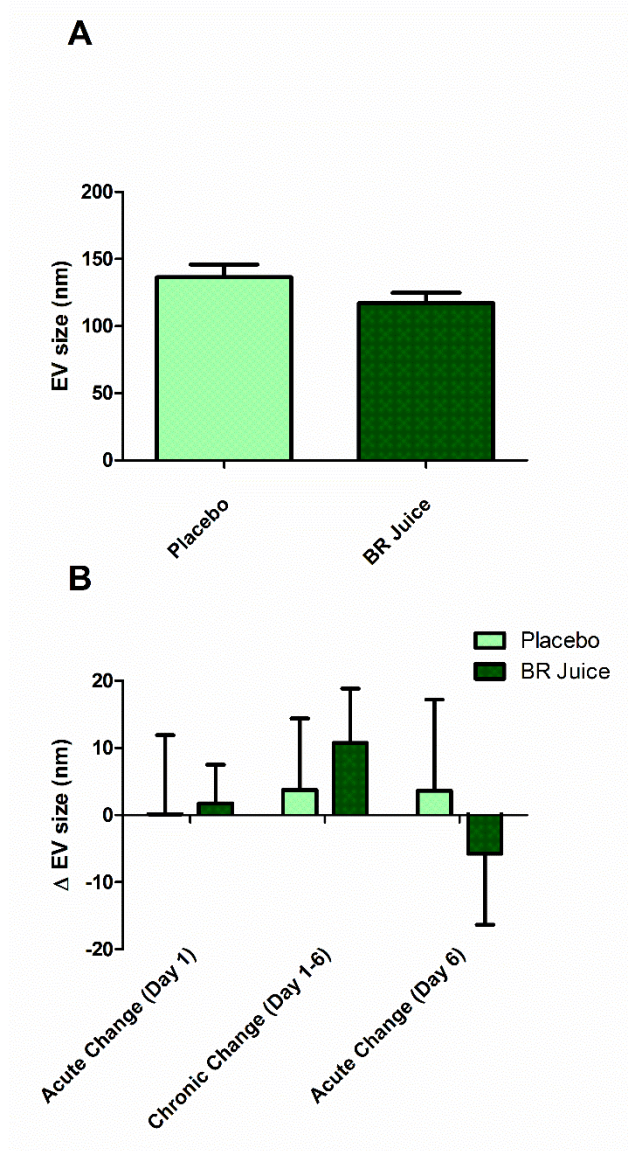 A
EV size (nm)
200
150
100
50
0
Placebo
BR Juice
B
Placebo
BR Juice
Δ EV size (nm)
20
10
0
-10
-20
Acute Change (Day 1)
Chronic Change (Day 1-6)
Acute Change (Day 6)